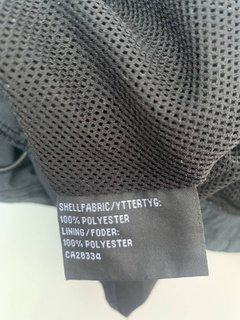 SHELLFABRIC/YTTERTYG:
100% POLYESTER
LINING/FODER:
100% POLYESTER
CA28334